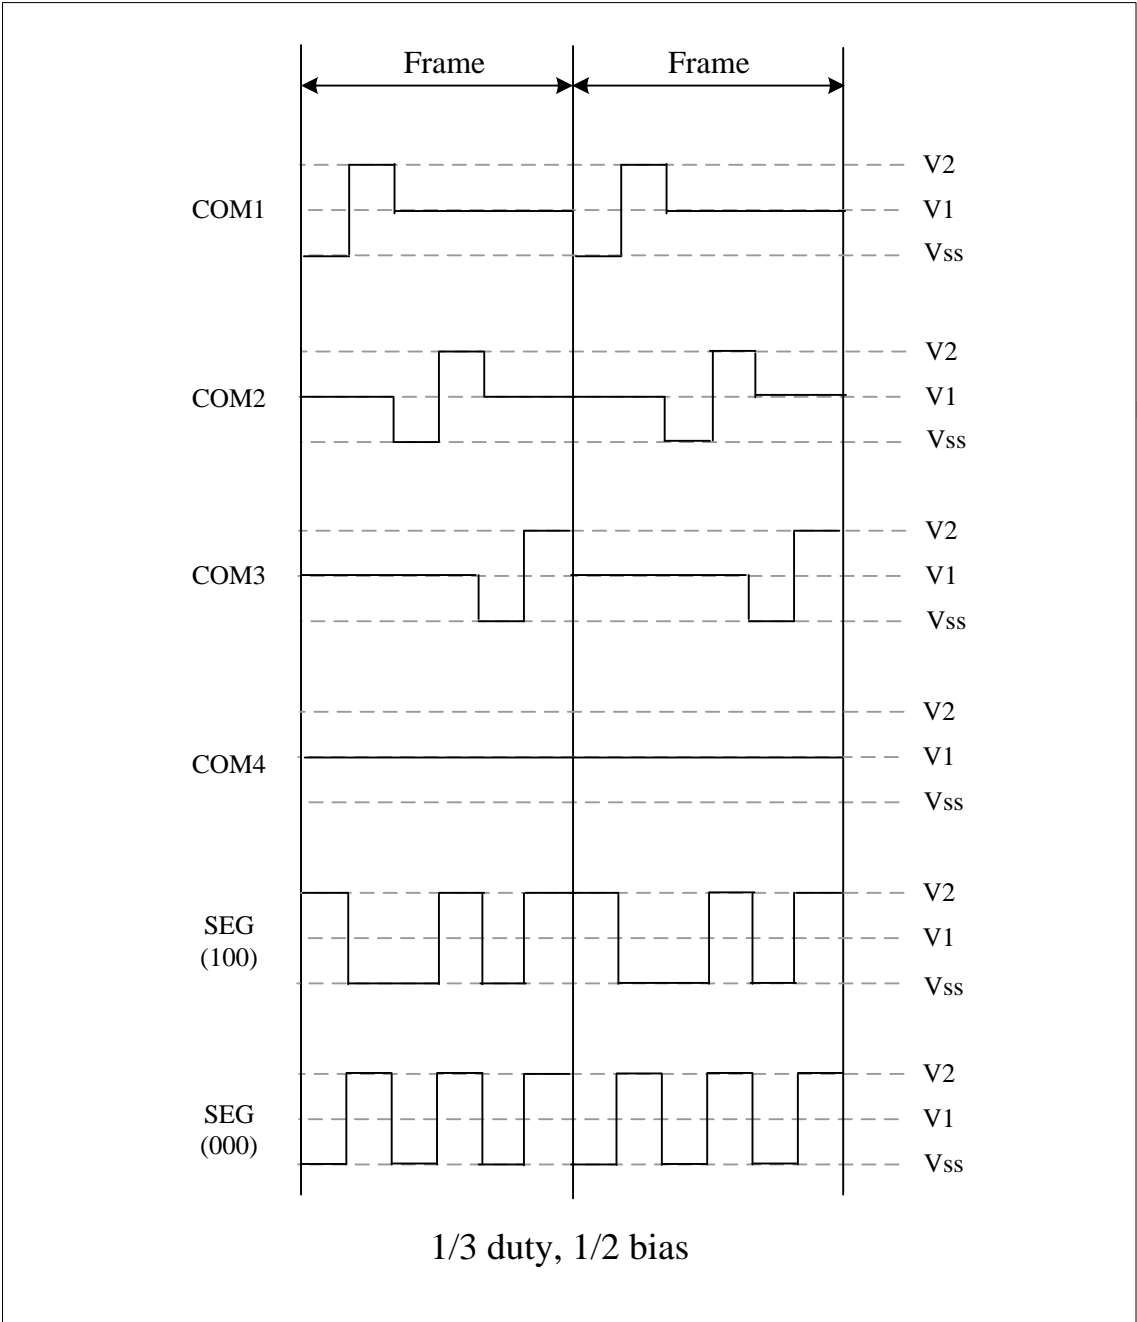 Frame Frame
V2
COM1 V1
Vss
V2
COM2 V1
Vss
V2
COM3 V1
Vss
V2
COM4 V1
Vss
V2
SEG
(100)
V1
Vss
V2
SEG
(000)
V1
Vss
1/3 duty, 1/2 bias